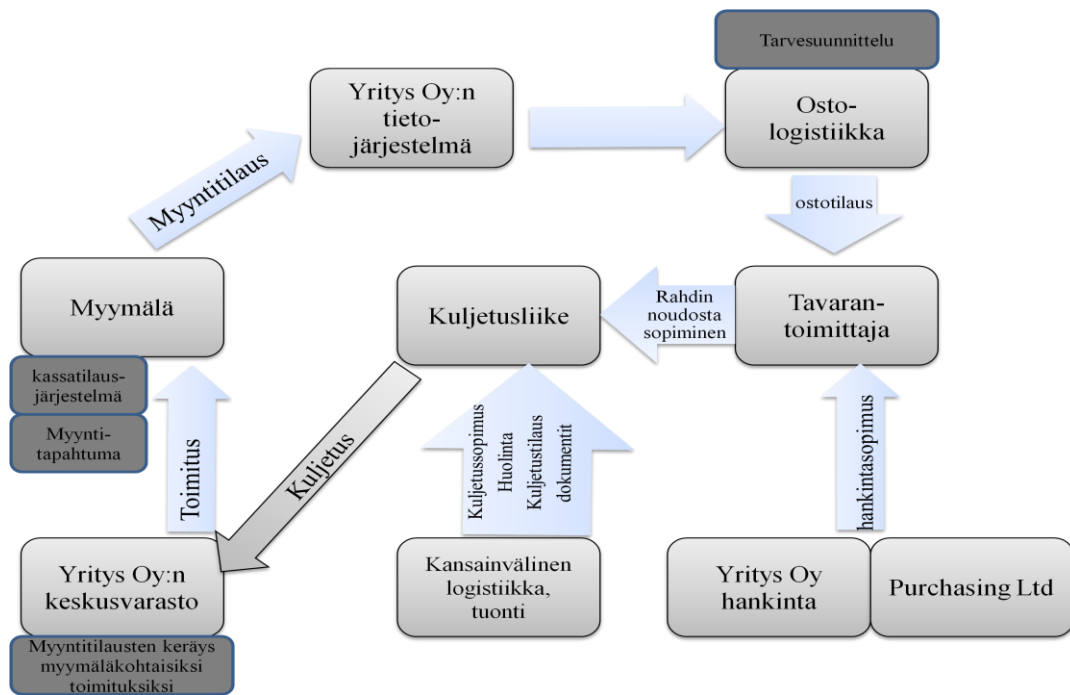 Tarvesuunnittelu
Yritys Oy:n
tieto-
järjestelmä
Osto-
logistiikka
Myyntitilaus
ostotilaus
Myymälä
Kuljetusliike
Rahdin
noudosta
sopiminen
Tavaran-
toimittaja
kassatilaus-
järjestelmä
Myynti-
tapahtuma
Toimitus
Kuljetus
Kuljetussopimus
Huolinta
Kuljetustilaus
dokumentit
hankintasopimus
Yritys Oy:n
keskusvarasto
Kansainvälinen
logistiikka,
tuonti
Yritys Oy
hankinta
Purchasing Ltd
Myyntitilausten keräys
myymäläkohtaisiksi
toimituksiksi